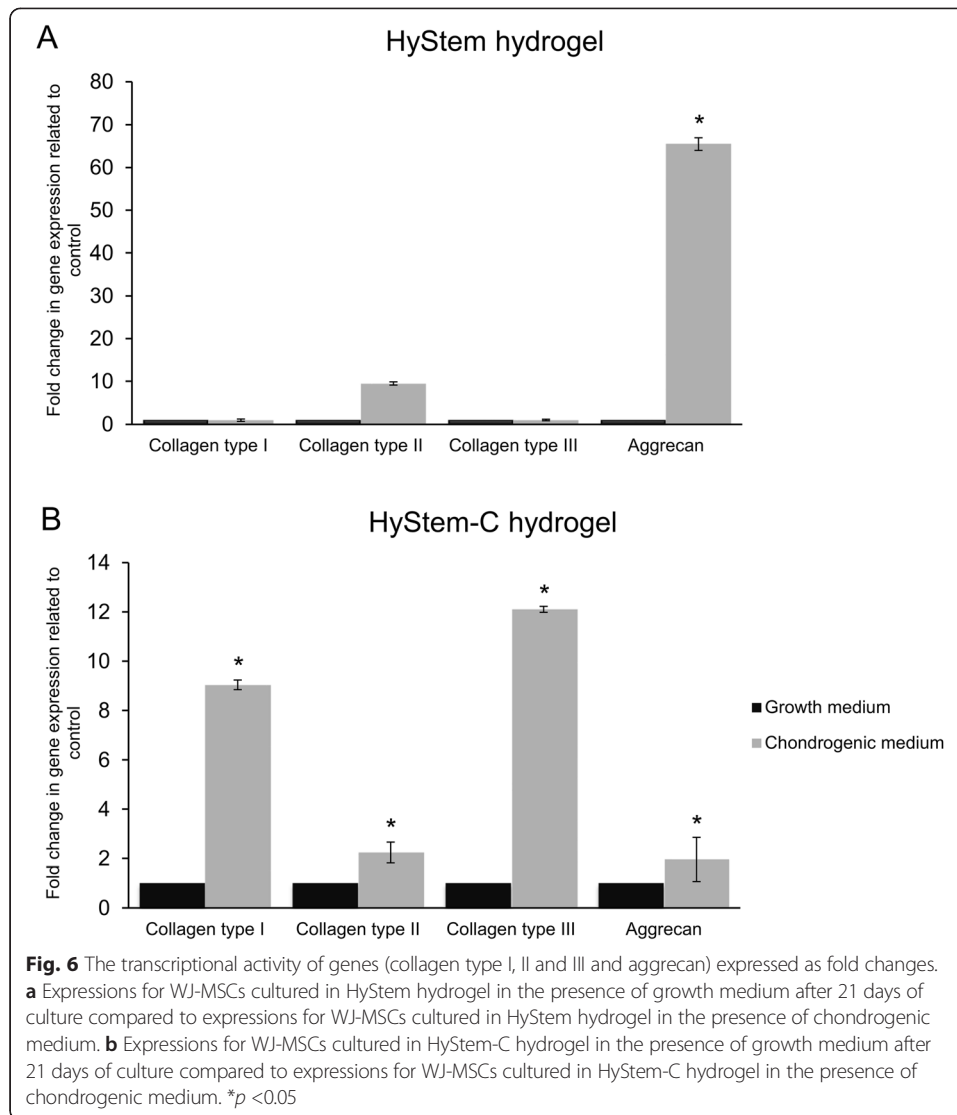 A
HyStem hydrogel
Fold change in gene expression related to
control
80
70
60
50
40
30
20
10
0
*
Collagen type I
Collagen type II
Collagen type III
Aggrecan
B
HyStem-C hydrogel
Fold change in gene expression related to
control
14
12
10
8
6
4
2
0
*
*
*
*
Growth medium
Chondrogenic medium
Collagen type I
Collagen type II
Collagen type III
Aggrecan
Fig. 6 The transcriptional activity of genes (collagen type I, II and III and aggrecan) expressed as fold changes.
a Expressions for WJ-MSCs cultured in HyStem hydrogel in the presence of growth medium after 21 days of
culture compared to expressions for WJ-MSCs cultured in HyStem hydrogel in the presence of chondrogenic
medium. b Expressions for WJ-MSCs cultured in HyStem-C hydrogel in the presence of growth medium after
21 days of culture compared to expressions for WJ-MSCs cultured in HyStem-C hydrogel in the presence of
chondrogenic medium. *p <0.05